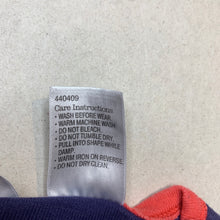 440409
Care Instructions
• WASH BEFORE WEAR.
• WARM MACHINE WASH.
• DO NOT BLEACH.
• DO NOT TUMBLE DRY.
• PULL INTO SHAPE WHILE
DAMP.
• WARM IRON ON REVERSE.
• DO NOT DRY CLEAN.